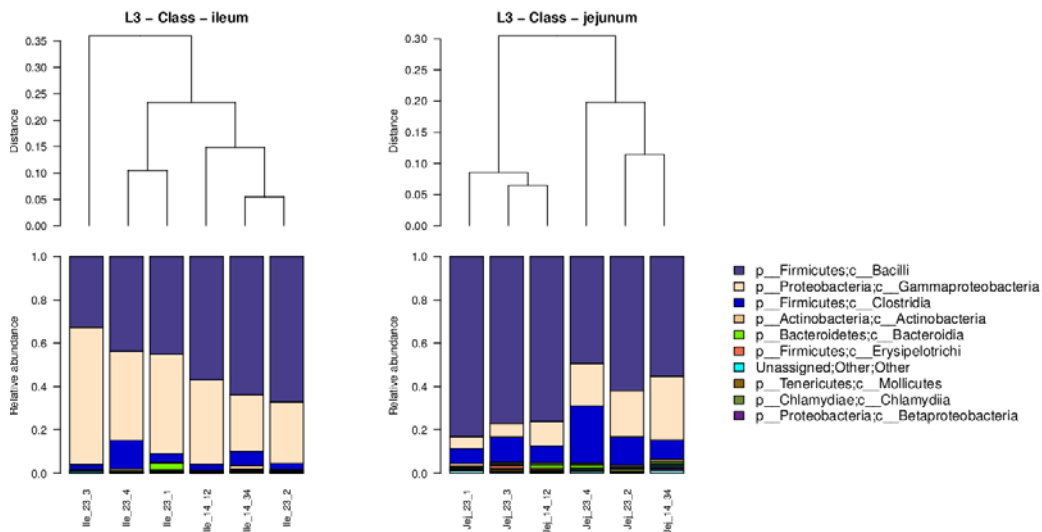 L3 – Class – ileum
Distance
0.35
0.30
0.25
0.20
0.15
0.10
0.05
0.00
Relative abundance
1.0
0.8
0.6
0.4
0.2
0.0
Ile_23_3
Ile_23_4
Ile_23_1
Ile_14_12
Ile_14_34
Ile_23_2
L3 – Class – jejunum
Distance
0.30
0.25
0.20
0.15
0.10
0.05
0.00
Relative abundance
1.0
0.8
0.6
0.4
0.2
0.0
Jej_23_1
Jej_23_3
Jej_14_12
Jej_23_4
Jej_23_2
Jej_14_34
p__Firmicutes;c__Bacilli
p__Proteobacteria;c__Gammaproteobacteria
p__Firmicutes;c__Clostridia
p__Actinobacteria;c__Actinobacteria
p__Bacteroidetes;c__Bacteroidia
p__Firmicutes;c__Erysipelotrichi
Unassigned;Other;Other
p__Tenericutes;c__Mollicutes
p__Chlamydiae;c__Chlamydiia
p__Proteobacteria;c__Betaproteobacteria